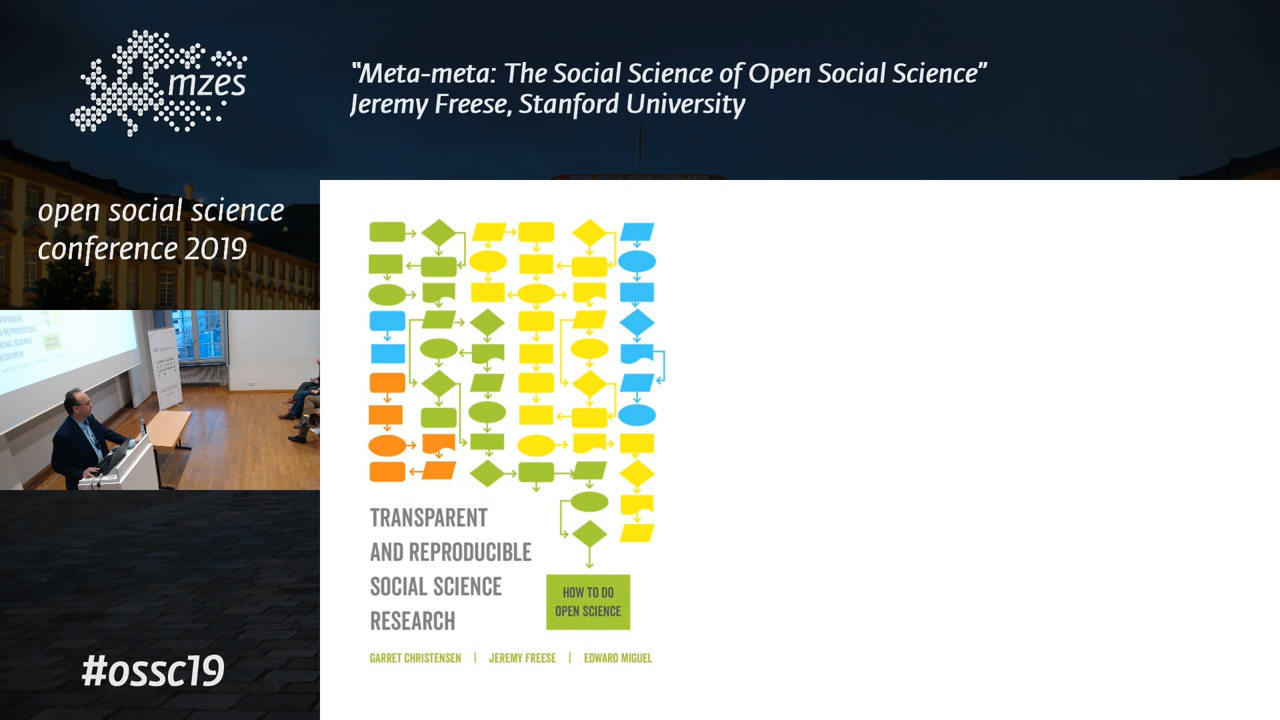 mzes
"Meta-meta: The Social Science of Open Social Science"
Jeremy Freese, Stanford University
open social science
conference 2019
TRANSPARENT
AND REPRODUCIBLE
SOCIAL SCIENCE
RESEARCH
HOW TO DO
OPEN SCIENCE
GARRET CHRISTENSEN | JEREMY FREESE | EDWARD MIGUEL
#ossc19